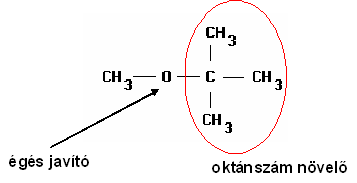 CH3
CH3 O C CH3
CH3
égés javító
oktánszám növelő